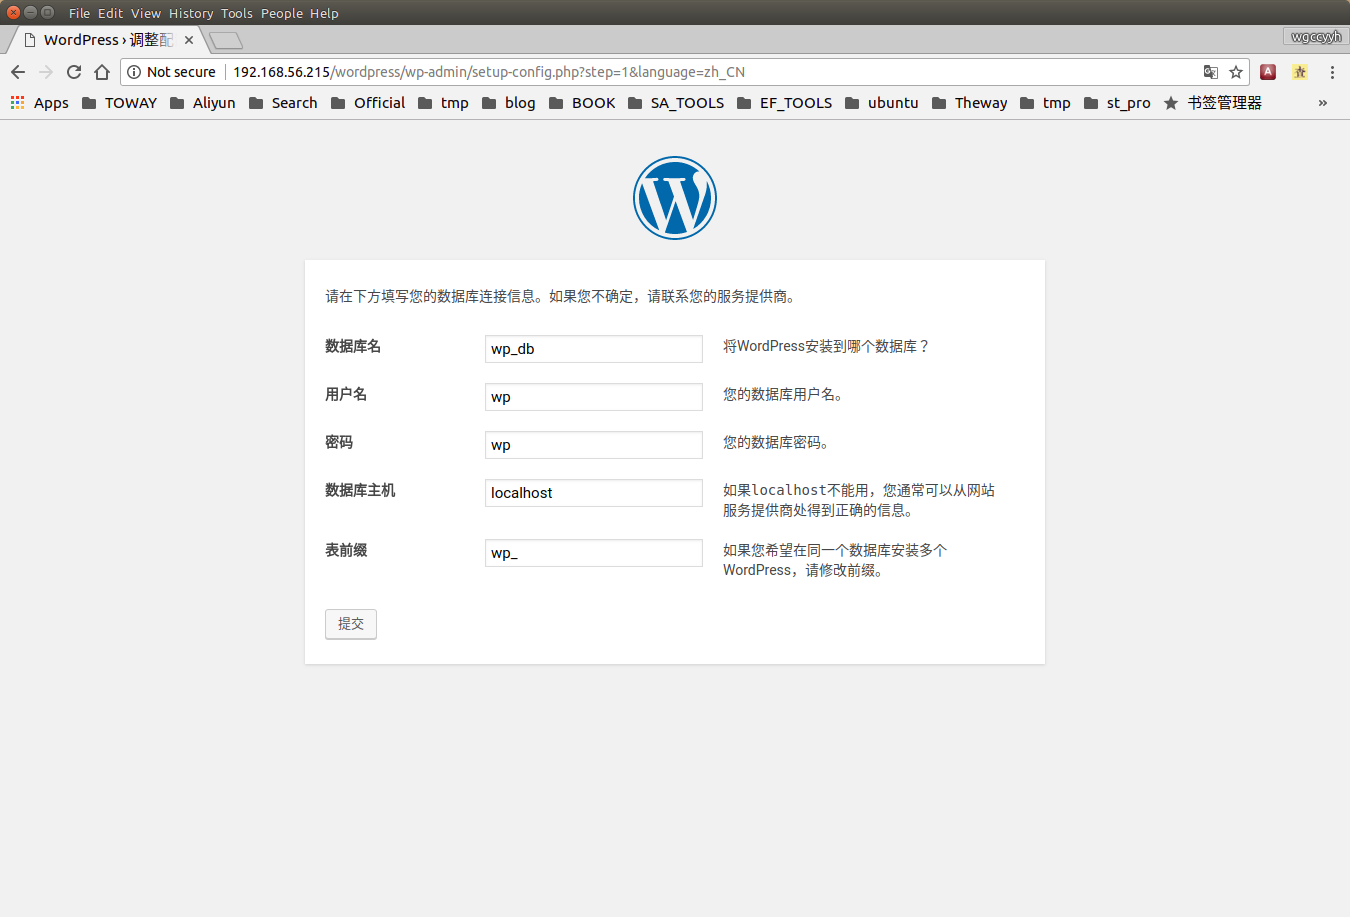 File Edit View History Tools People Help
WordPress › 调整配
wgccyyh
Not secure 192.168.56.215/wordpress/wp-admin/setup-config.php?step=1&language=zh_CN
Apps TOWAY Aliyun Search Official tmp blog BOOK SA_TOOLS EF_TOOLS ubuntu Theway tmp st_pro 书签管理器 »
请在下方填写您的数据库连接信息。如果您不确定，请联系您的服务提供商。
数据库名 wp_db 将WordPress安装到哪个数据库？
用户名 wp 您的数据库用户名。
密码 wp 您的数据库密码。
数据库主机 localhost 如果localhost不能用，您通常可以从网站
服务提供商处得到正确的信息。
表前缀 wp_ 如果您希望在同一个数据库安装多个
WordPress，请修改前缀。
提交